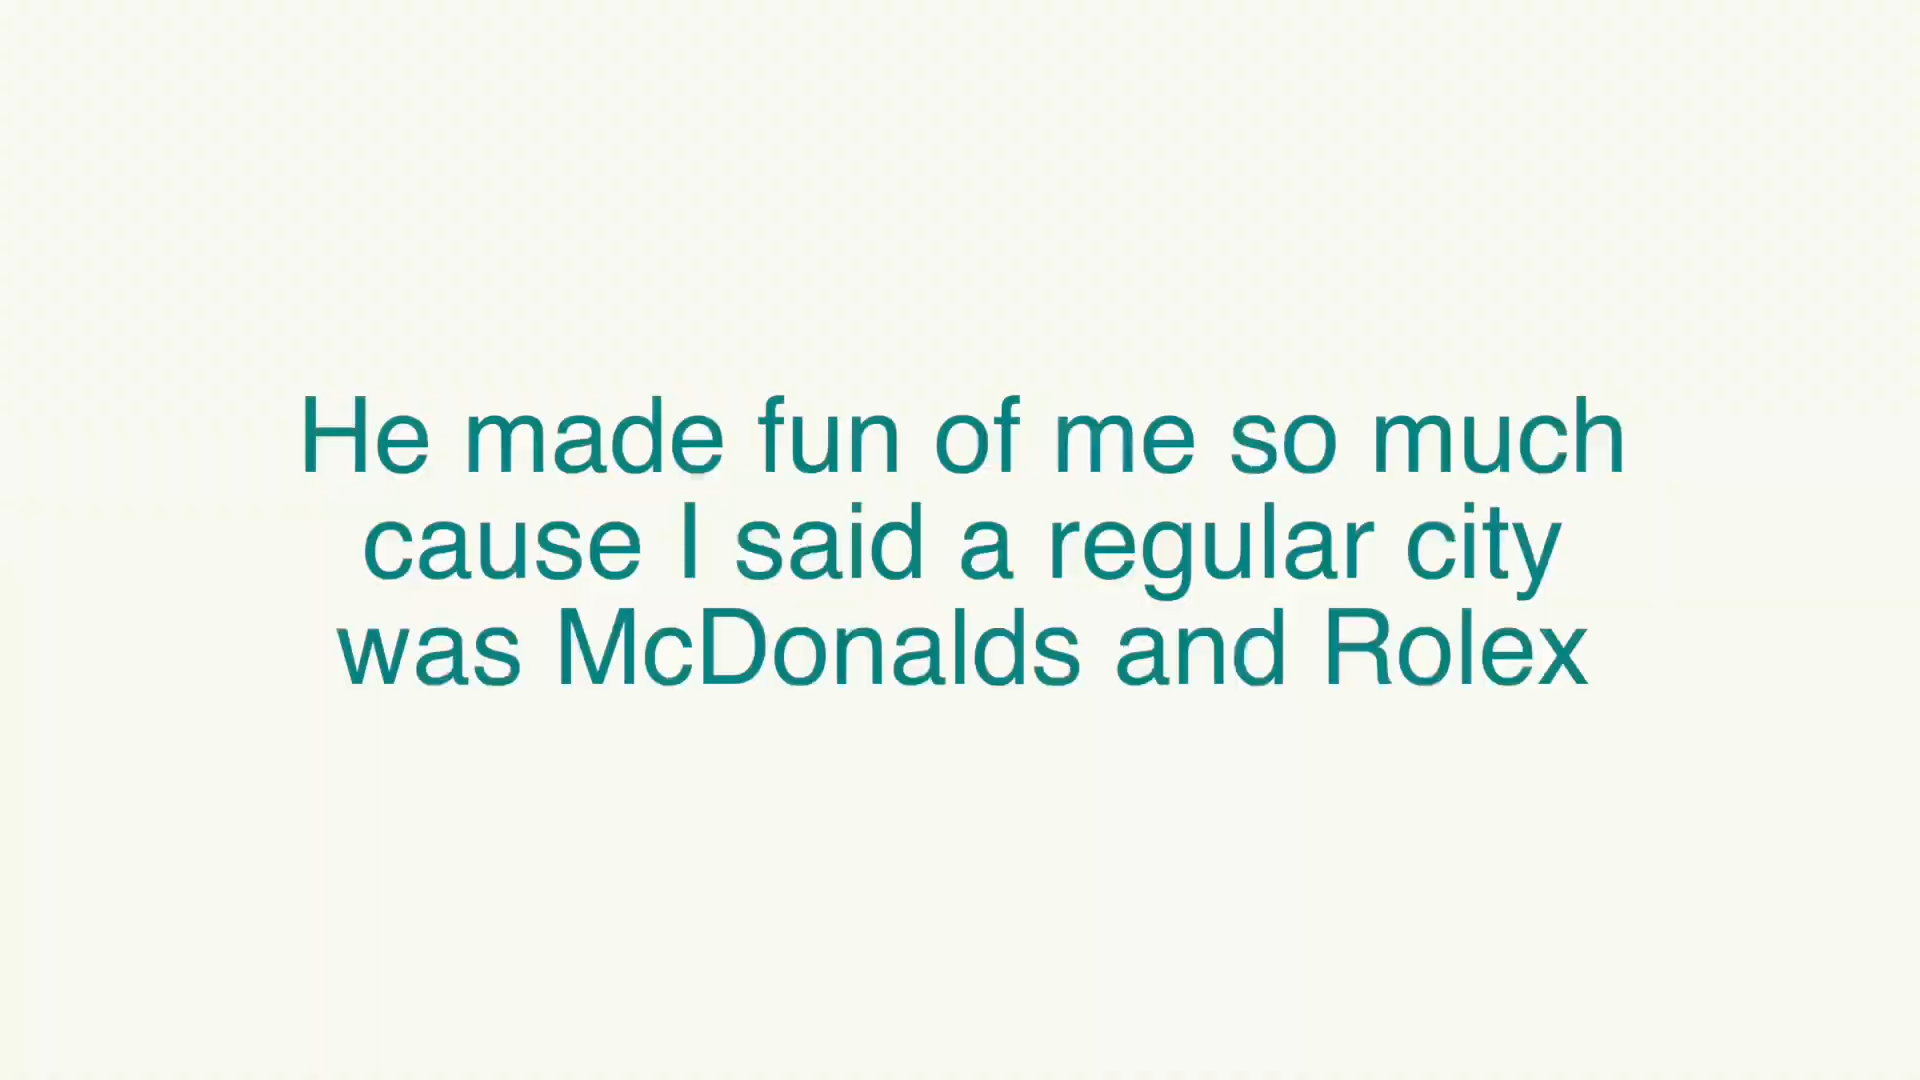 He made fun of me so much
cause I said a regular city
was McDonalds and Rolex